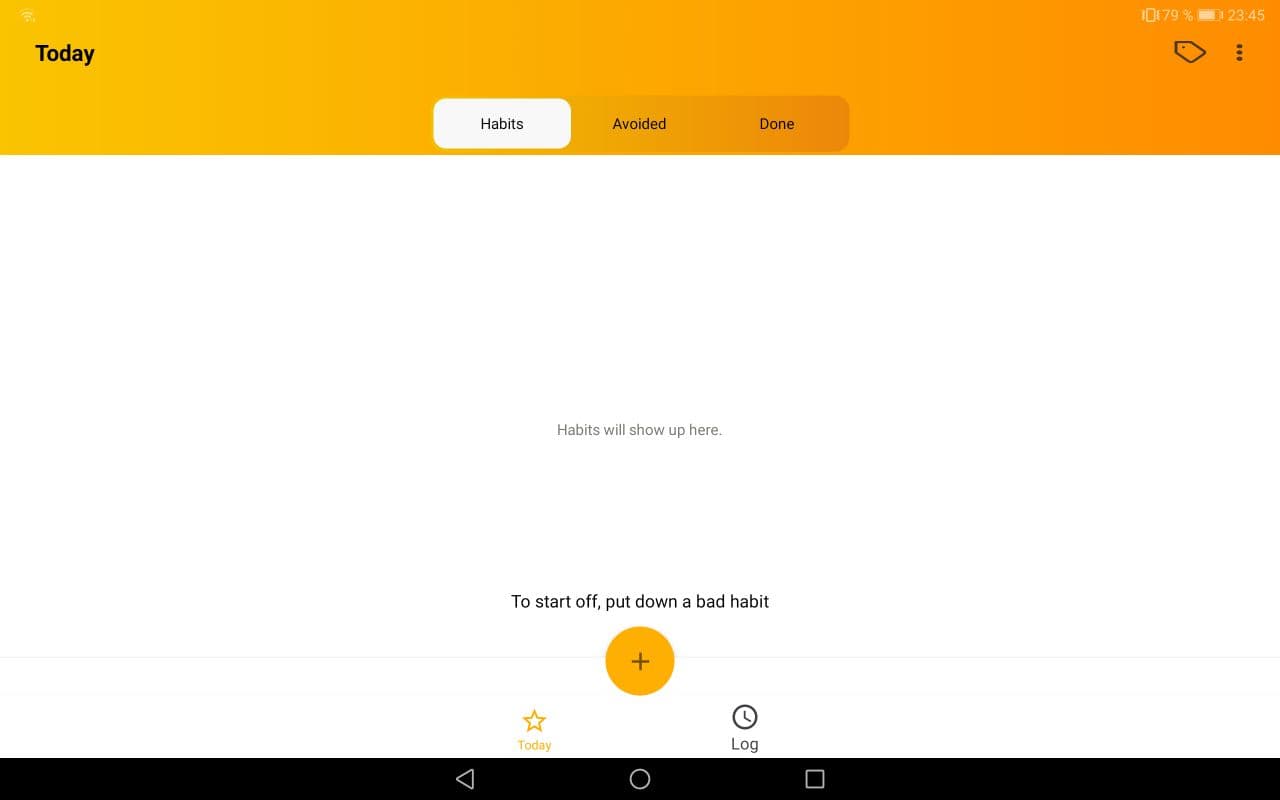 79 % 23:45
Today
Habits Avoided Done
Habits will show up here.
To start off, put down a bad habit
Today Log